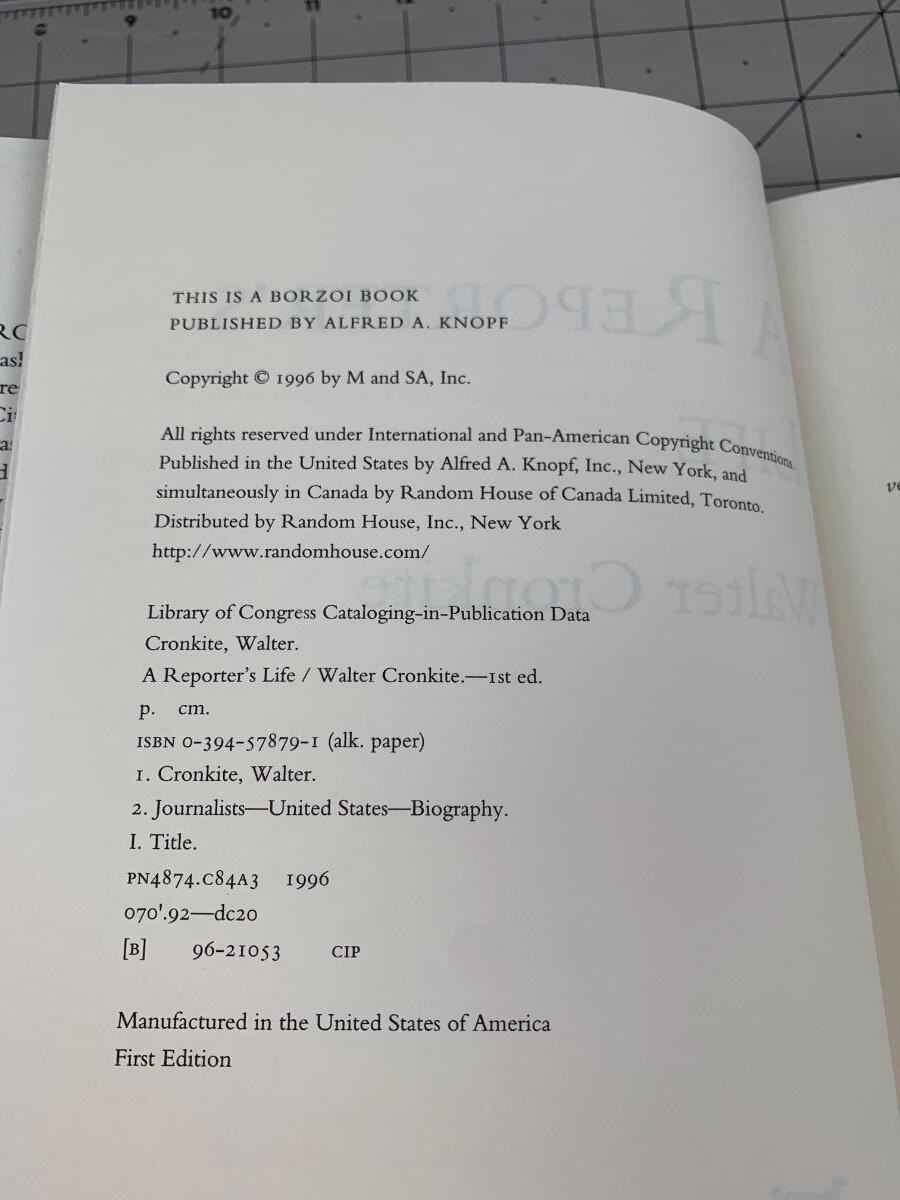 8 9 10 11 12
THIS IS A BORZOI BOOK
PUBLISHED BY ALFRED A. KNOPF
Copyright © 1996 by M and SA, Inc.
All rights reserved under International and Pan-American Copyright Conventions.
Published in the United States by Alfred A. Knopf, Inc., New York, and
simultaneously in Canada by Random House of Canada Limited, Toronto.
Distributed by Random House, Inc., New York
http://www.randomhouse.com/
Library of Congress Cataloging-in-Publication Data
Cronkite, Walter.
A Reporter's Life / Walter Cronkite.—1st ed.
p. cm.
ISBN 0-394-57879-1 (alk. paper)
1. Cronkite, Walter.
2. Journalists—United States—Biography.
I. Title.
PN4874.C84A3 1996
070'.92—dc20
[B] 96-21053 CIP
Manufactured in the United States of America
First Edition